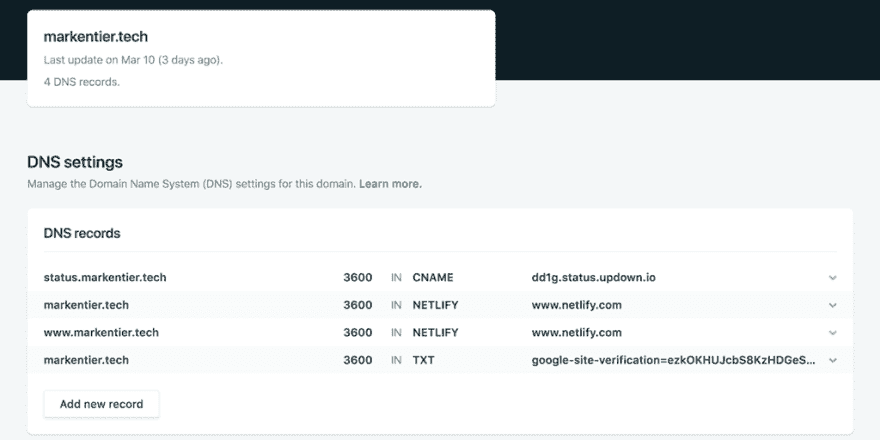 markentier.tech
Last update on Mar 10 (3 days ago).
4 DNS records.
DNS settings
Manage the Domain Name System (DNS) settings for this domain. Learn more.
DNS records
status.markentier.tech 3600 IN CNAME dd1g.status.updown.io
markentier.tech 3600 IN NETLIFY www.netlify.com
www.markentier.tech 3600 IN NETLIFY www.netlify.com
markentier.tech 3600 IN TXT google-site-verification=ezkOKHUJcbS8KzHDGeS...
Add new record